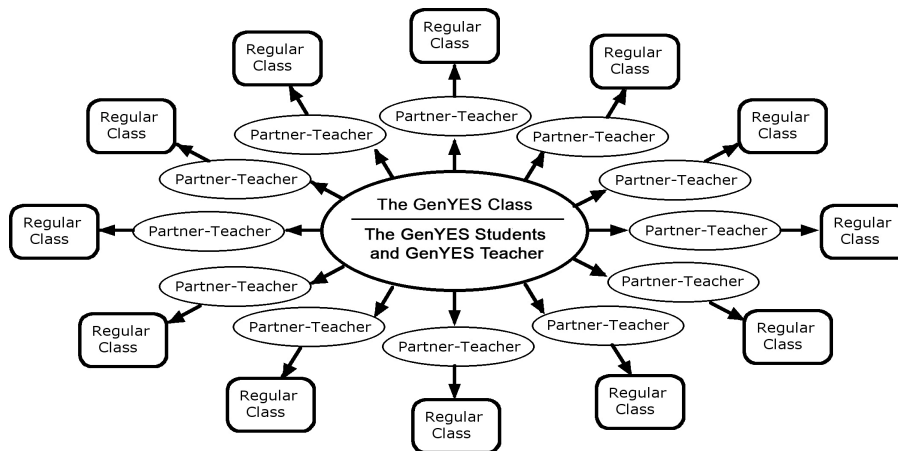 Regular
Class
Regular
Class
Regular
Class
Partner-Teacher
Partner-Teacher
Partner-Teacher
Regular
Class
Regular
Class
Partner-Teacher
Partner-Teacher
The GenYES Class
Regular
Class
Partner-Teacher
The GenYES Students
and GenYES Teacher
Partner-Teacher
Regular
Class
Partner-Teacher
Partner-Teacher
Regular
Class
Partner-Teacher
Partner-Teacher
Partner-Teacher
Regular
Class
Regular
Class
Regular
Class
Regular
Class